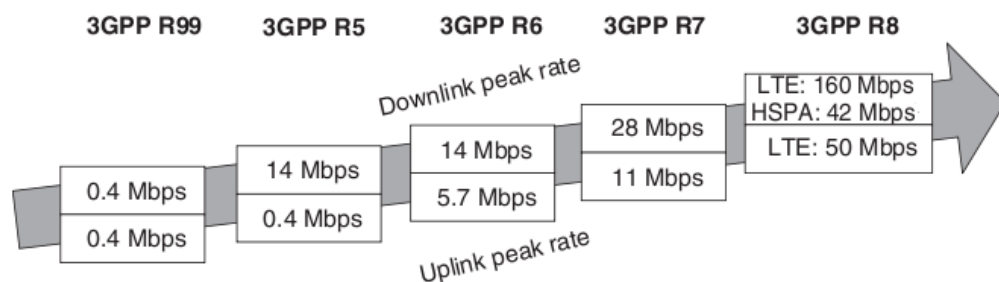 3GPP R99
3GPP R5
3GPP R6
3GPP R7
3GPP R8
Downlink peak rate
0.4 Mbps
0.4 Mbps
14 Mbps
0.4 Mbps
14 Mbps
5.7 Mbps
28 Mbps
11 Mbps
LTE: 160 Mbps
HSPA: 42 Mbps
LTE: 50 Mbps
Uplink peak rate